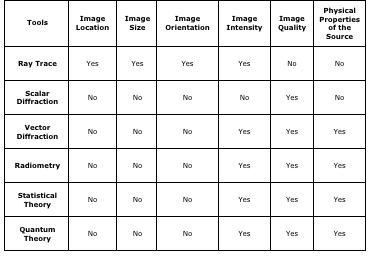 Tools Image Location Image Size Image Orientation Image Intensity Image Quality Physical Properties of the Source
Ray Trace Yes Yes Yes Yes No No
Scalar Diffraction No No No No Yes No
Vector Diffraction No No No Yes Yes Yes
Radiometry No No No Yes Yes Yes
Statistical Theory No No No Yes Yes Yes
Quantum Theory No No No Yes Yes Yes